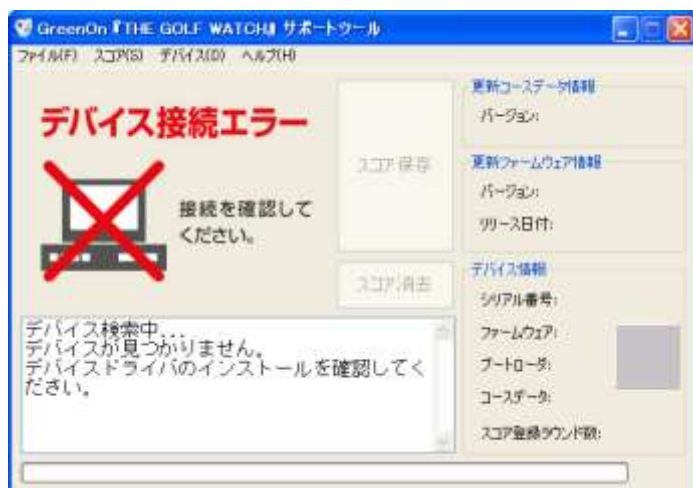 GreenOn『THE GOLF WATCH』サポートツール
ファイル(F) スコア(S) デバイス(D) ヘルプ(H)
デバイス接続エラー
接続を確認して
ください。
スコア保存
スコア消去
更新コースデータ情報
バージョン:
更新ファームウェア情報
バージョン:
リリース日付:
デバイス情報
シリアル番号:
ファームウェア:
ブートローダ:
コースデータ:
スコア登録ラウンド数:
デバイス検索中...
デバイスが見つかりません。
デバイスドライバのインストールを確認してく
ださい。